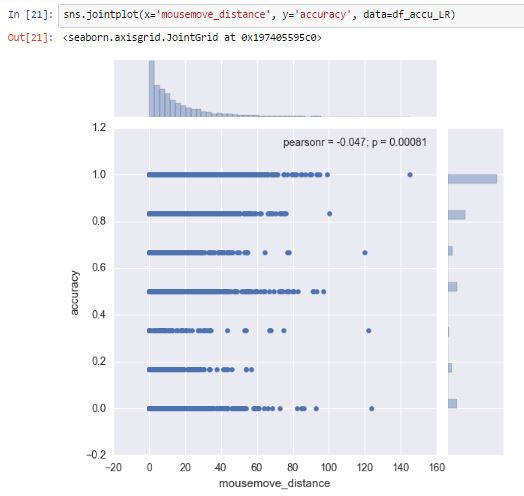 In [21]: sns.jointplot(x='mousemove_distance', y='accuracy', data=df_accu_LR)
Out[21]: <seaborn.axisgrid.JointGrid at 0x197405595c0>
1.2
pearsonr = -0.047; p = 0.00081
1.0
0.8
0.6
accuracy
0.4
0.2
0.0
−0.2
−20 0 20 40 60 80 100 120 140 160
mousemove_distance